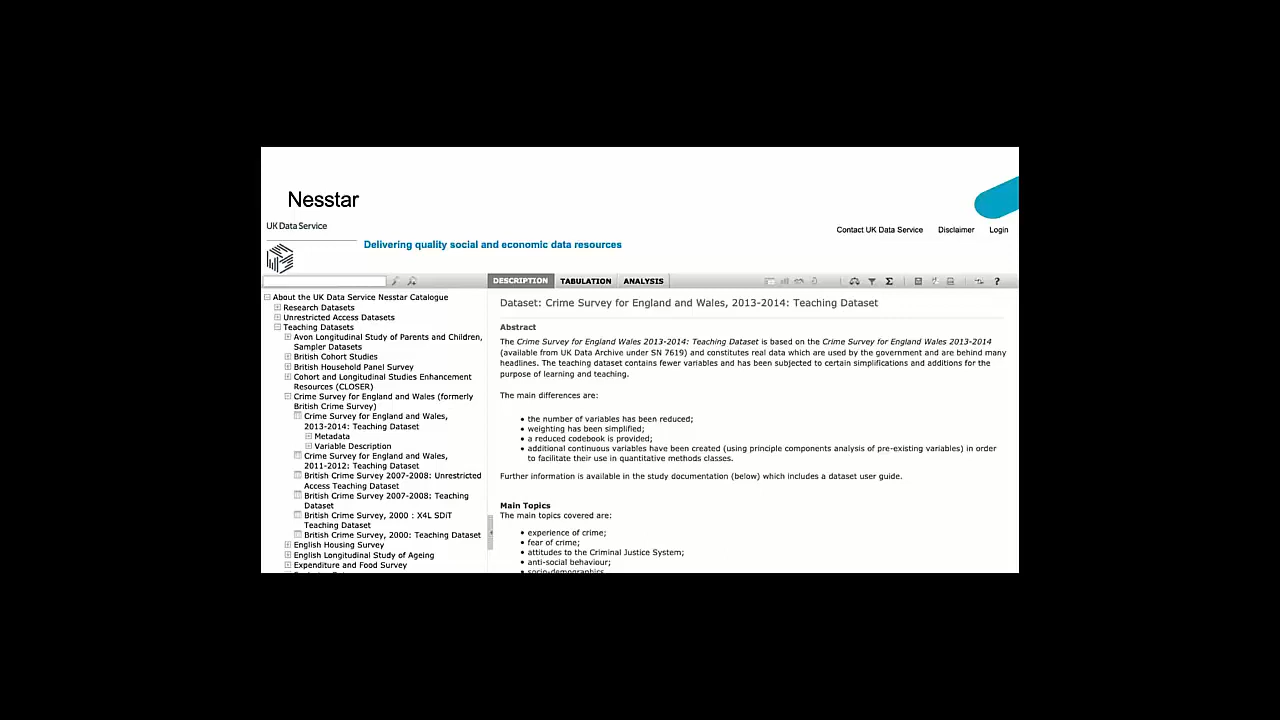 Nesstar
UK Data Service
Contact UK Data Service Disclaimer Login
Delivering quality social and economic data resources
DESCRIPTION TABULATION ANALYSIS
Σ ?
About the UK Data Service Nesstar Catalogue
Research Datasets
Unrestricted Access Datasets
Teaching Datasets
Avon Longitudinal Study of Parents and Children,
Sampler Datasets
British Cohort Studies
British Household Panel Survey
Cohort and Longitudinal Studies Enhancement
Resources (CLOSER)
Crime Survey for England and Wales (formerly
British Crime Survey)
Crime Survey for England and Wales,
2013-2014: Teaching Dataset
Metadata
Variable Description
Crime Survey for England and Wales,
2011-2012: Teaching Dataset
British Crime Survey 2007-2008: Unrestricted
Access Teaching Dataset
British Crime Survey 2007-2008: Teaching
Dataset
British Crime Survey, 2000 : X4L SDiT
Teaching Dataset
British Crime Survey, 2000: Teaching Dataset
English Housing Survey
English Longitudinal Study of Ageing
Expenditure and Food Survey
Dataset: Crime Survey for England and Wales, 2013-2014: Teaching Dataset
Abstract
The Crime Survey for England Wales 2013-2014: Teaching Dataset is based on the Crime Survey for England Wales 2013-2014
(available from UK Data Archive under SN 7619) and constitutes real data which are used by the government and are behind many
headlines. The teaching dataset contains fewer variables and has been subjected to certain simplifications and additions for the
purpose of learning and teaching.
The main differences are:
• the number of variables has been reduced;
• weighting has been simplified;
• a reduced codebook is provided;
• additional continuous variables have been created (using principle components analysis of pre-existing variables) in order
to facilitate their use in quantitative methods classes.
Further information is available in the study documentation (below) which includes a dataset user guide.
Main Topics
The main topics covered are:
• experience of crime;
• fear of crime;
• attitudes to the Criminal Justice System;
• anti-social behaviour;
• socio-demographics